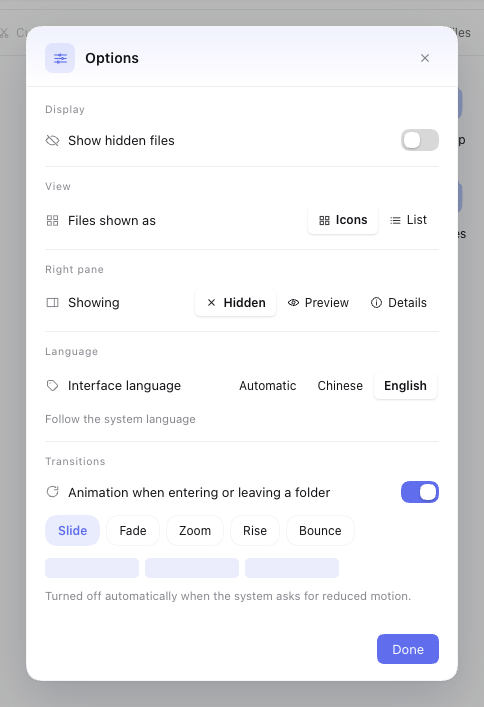 iles
Options
Display
Show hidden files
p
View
Files shown as
Icons
List
es
Right pane
Showing
Hidden
Preview
Details
Language
Interface language
Automatic
Chinese
English
Follow the system language
Transitions
Animation when entering or leaving a folder
Slide
Fade
Zoom
Rise
Bounce
Turned off automatically when the system asks for reduced motion.
Done